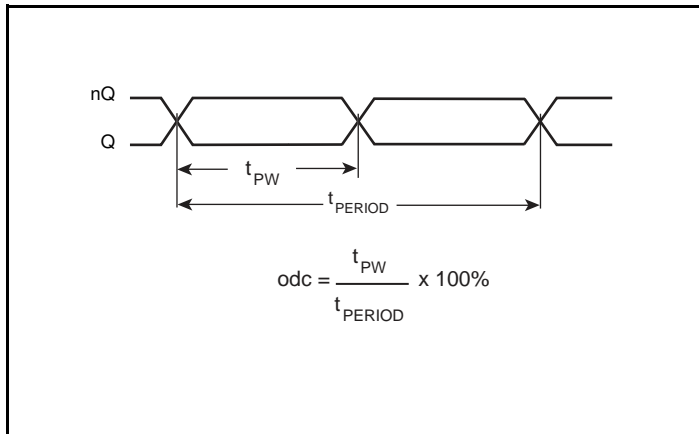 nQ
Q
tPW
tPERIOD
odc = tPW / tPERIOD x 100%